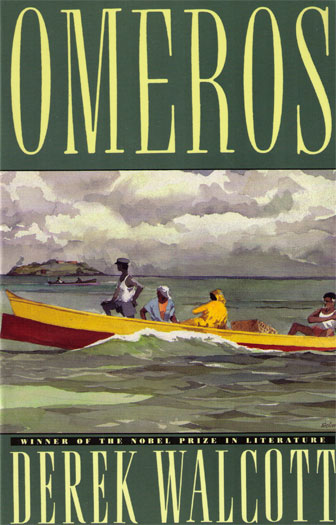 OMEROS
WINNER OF THE NOBEL PRIZE IN LITERATURE
DEREK WALCOTT